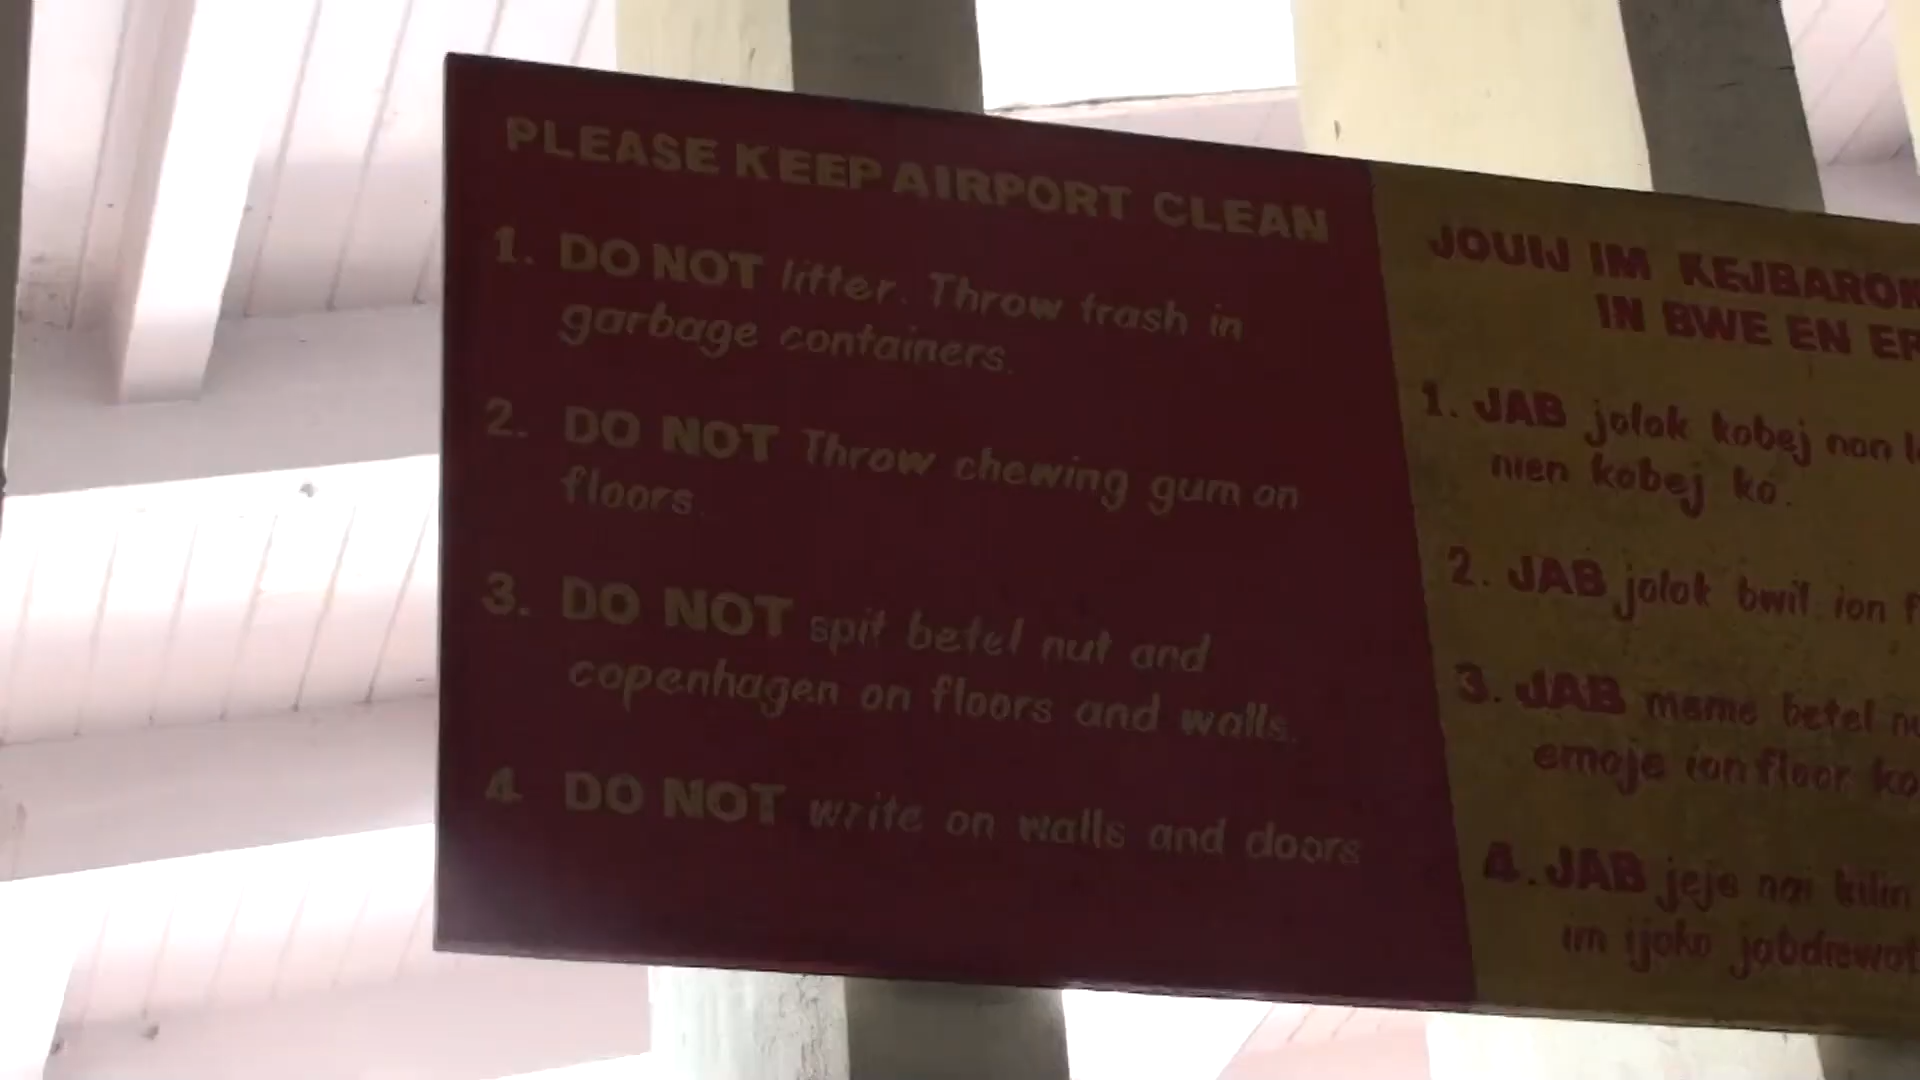 PLEASE KEEP AIRPORT CLEAN
1. DO NOT litter. Throw trash in
garbage containers.
2. DO NOT Throw chewing gum on
floors.
3. DO NOT spit betel nut and
copenhagen on floors and walls.
4 DO NOT write on walls and doors
JOUIJ IM
IN BWE EN
1. JAB jolok kobej non
nien kobej ko.
2. JAB jolok bwil ion
3. JAB meme betel
emoje ion floor
4. JAB jeje nai kilin
im ijoko